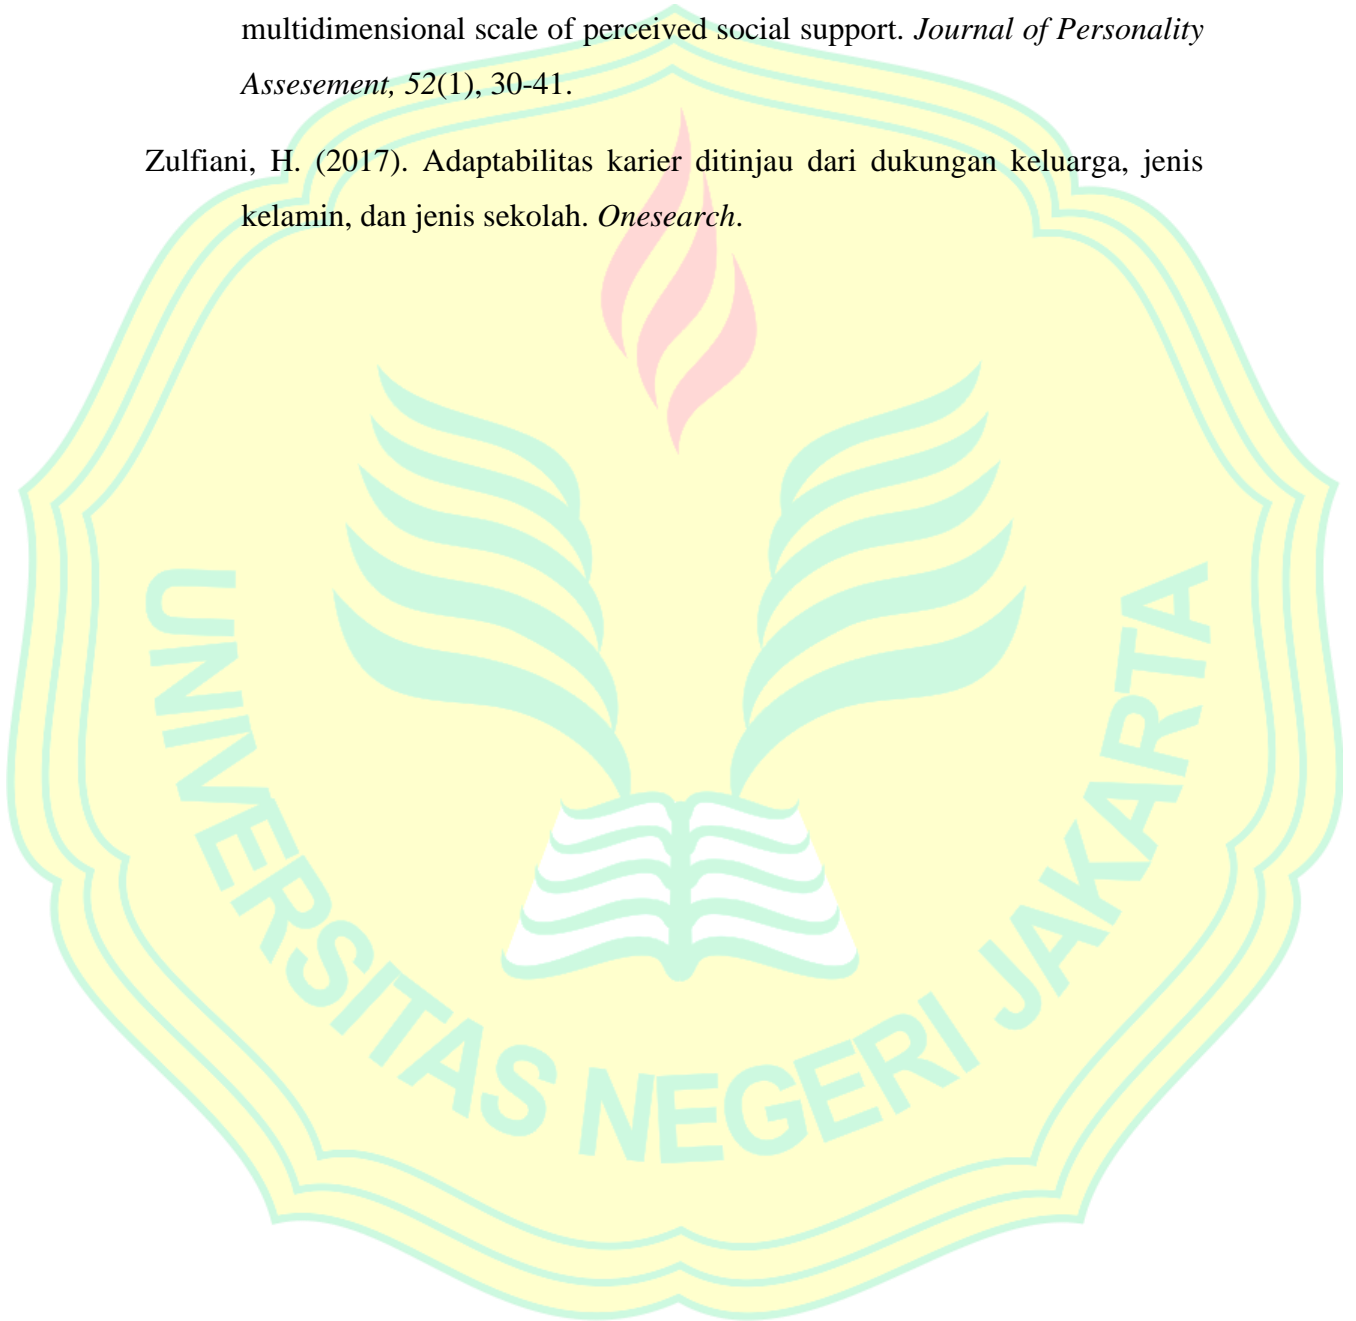 multidimensional scale of perceived social support. Journal of Personality
Assesement, 52(1), 30-41.
Zulfiani, H. (2017). Adaptabilitas karier ditinjau dari dukungan keluarga, jenis
kelamin, dan jenis sekolah. Onesearch.
UNIVERSITAS NEGERI JAKARTA